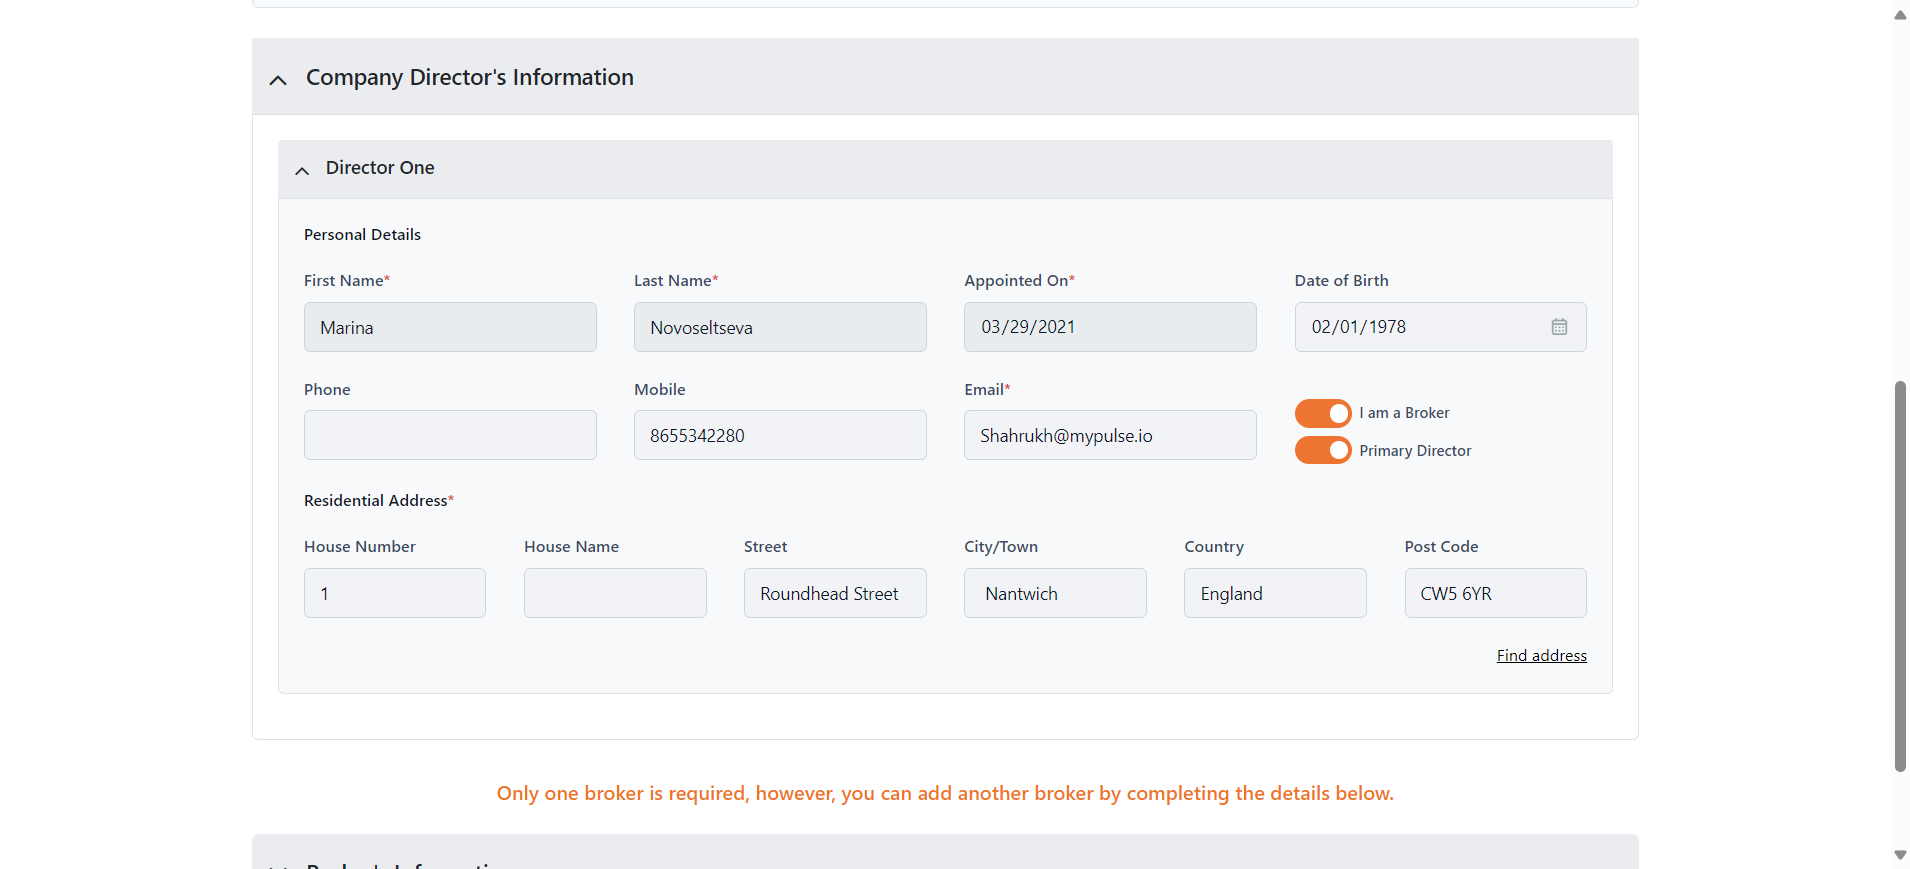 Company Director's Information
Director One
Personal Details
First Name* Last Name* Appointed On* Date of Birth
Marina Novoseltseva 03/29/2021 02/01/1978
Phone Mobile Email*
I am a Broker
8655342280 Shahrukh@mypulse.io
Primary Director
Residential Address*
House Number House Name Street City/Town Country Post Code
1 Roundhead Street Nantwich England CW5 6YR
Find address
Only one broker is required, however, you can add another broker by completing the details below.